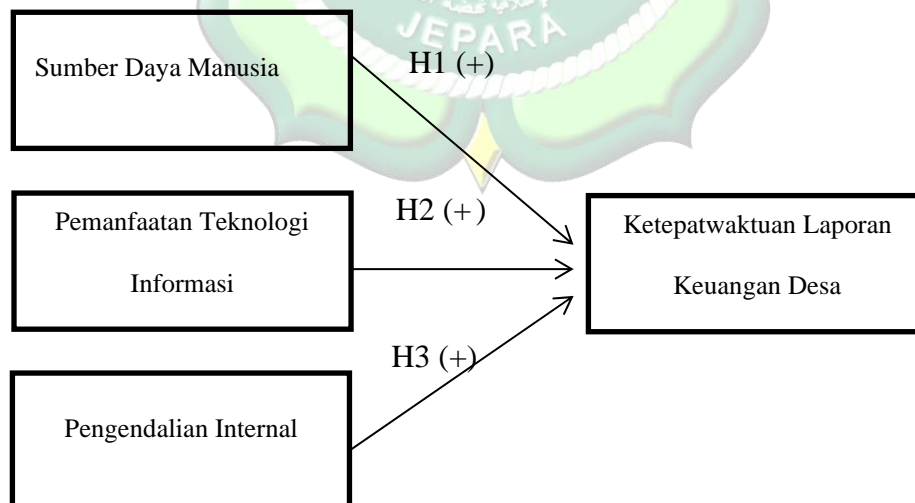 JEPARA
Sumber Daya Manusia
H1 (+)
Pemanfaatan Teknologi
Informasi
H2 (+)
Ketepatwaktuan Laporan
Keuangan Desa
H3 (+)
Pengendalian Internal